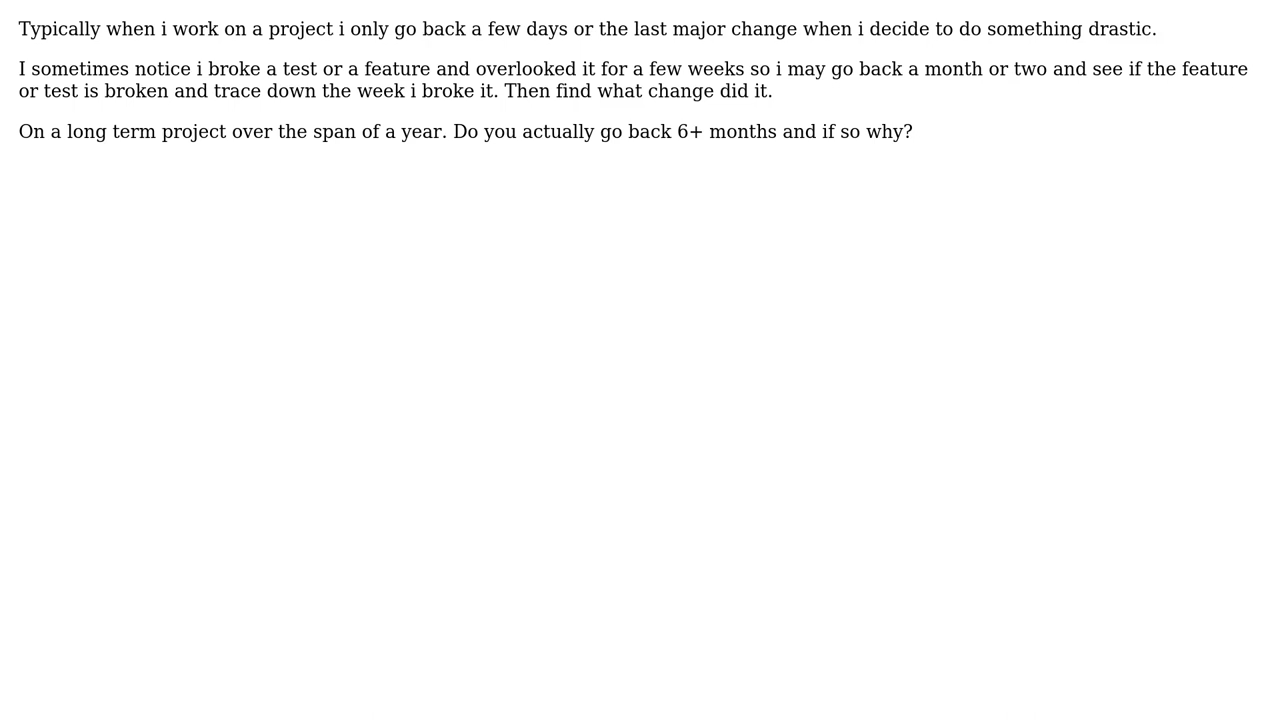 Typically when i work on a project i only go back a few days or the last major change when i decide to do something drastic.
I sometimes notice i broke a test or a feature and overlooked it for a few weeks so i may go back a month or two and see if the feature
or test is broken and trace down the week i broke it. Then find what change did it.
On a long term project over the span of a year. Do you actually go back 6+ months and if so why?